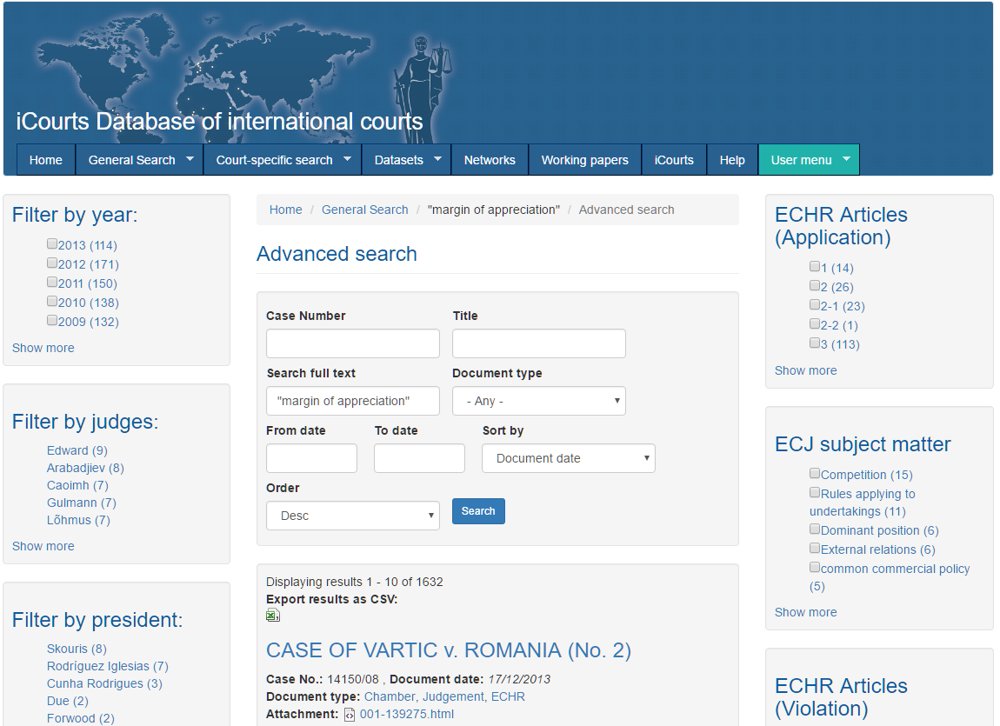 iCourts Database of international courts
Home General Search Court-specific search Datasets Networks Working papers iCourts Help User menu
Filter by year:
2013 (114)
2012 (171)
2011 (150)
2010 (138)
2009 (132)
Show more
Filter by judges:
Edward (9)
Arabadjiev (8)
Caoimh (7)
Gulmann (7)
Lõhmus (7)
Show more
Filter by president:
Skouris (8)
Rodríguez Iglesias (7)
Cunha Rodrigues (3)
Due (2)
Forwood (2)
Home / General Search / "margin of appreciation" / Advanced search
Advanced search
Case Number Title
Search full text Document type
"margin of appreciation" - Any -
From date To date Sort by
Document date
Order
Desc Search
Displaying results 1 - 10 of 1632
Export results as CSV:
CASE OF VARTIC v. ROMANIA (No. 2)
Case No.: 14150/08 , Document date: 17/12/2013
Document type: Chamber, Judgement, ECHR
Attachment: 001-139275.html
ECHR Articles
(Application)
1 (14)
2 (26)
2-1 (23)
2-2 (1)
3 (113)
Show more
ECJ subject matter
Competition (15)
Rules applying to
undertakings (11)
Dominant position (6)
External relations (6)
common commercial policy
(5)
Show more
ECHR Articles
(Violation)